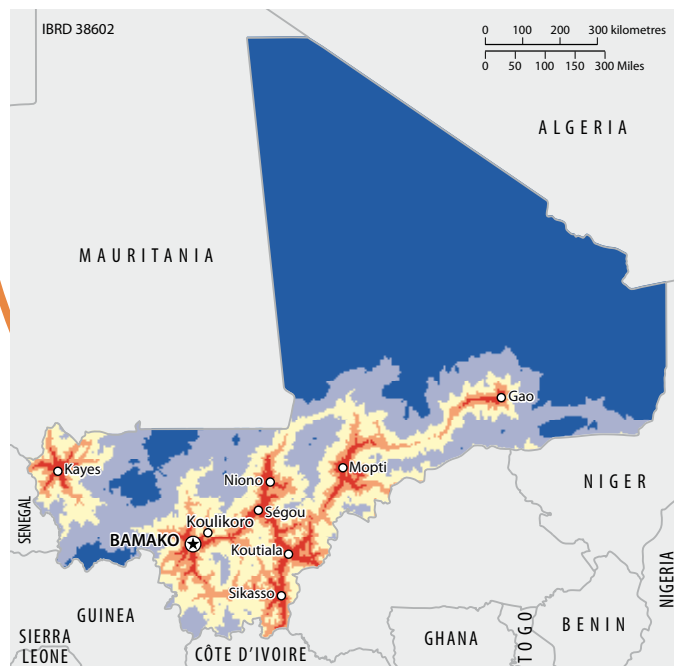 IBRD 38602
0 100 200 300 kilometres
0 50 100 150 300 Miles
ALGERIA
MAURITANIA
Gao
Kayes
Mopti
Niono
NIGER
SENEGAL
Ségou
Koulikoro
BAMAKO
Koutiala
NIGERIA
Sikasso
GUINEA
BENIN
TOGO
GHANA
SIERRA
LEONE
CÔTE D'IVOIRE